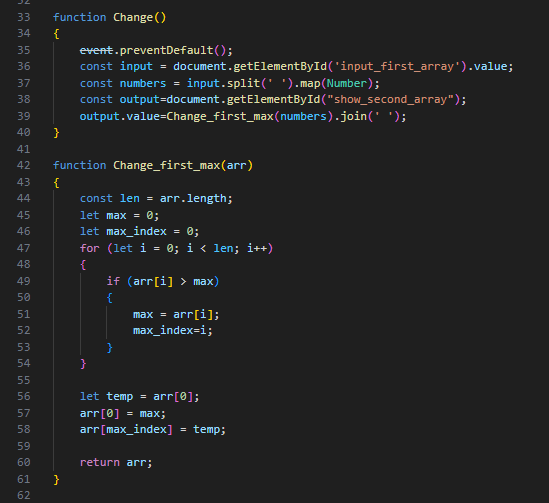 32
33 function Change()
34 {
35     event.preventDefault();
36     const input = document.getElementById('input_first_array').value;
37     const numbers = input.split(' ').map(Number);
38     const output=document.getElementById("show_second_array");
39     output.value=Change_first_max(numbers).join(' ');
40 }
41
42 function Change_first_max(arr)
43 {
44     const len = arr.length;
45     let max = 0;
46     let max_index = 0;
47     for (let i = 0; i < len; i++)
48     {
49         if (arr[i] > max)
50         {
51             max = arr[i];
52             max_index=i;
53         }
54     }
55
56     let temp = arr[0];
57     arr[0] = max;
58     arr[max_index] = temp;
59
60     return arr;
61 }
62